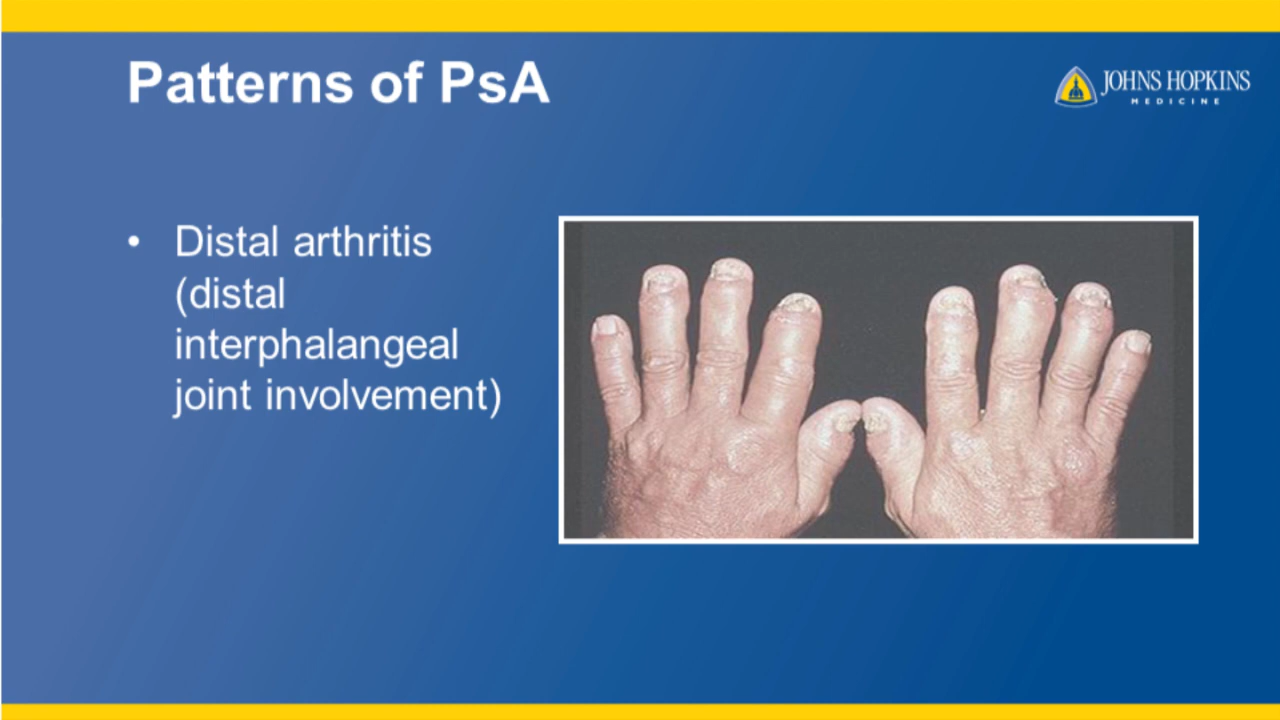 Patterns of PsA
JOHNS HOPKINS
MEDICINE
• Distal arthritis
(distal
interphalangeal
joint involvement)